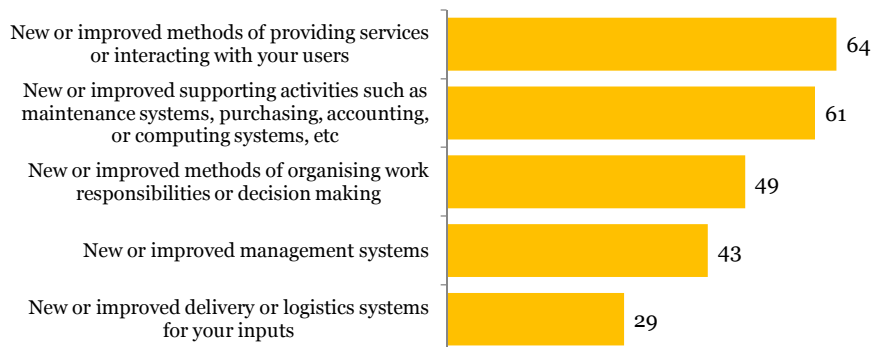 New or improved methods of providing services
or interacting with your users
64
New or improved supporting activities such as
maintenance systems, purchasing, accounting,
or computing systems, etc
61
New or improved methods of organising work
responsibilities or decision making
49
New or improved management systems
43
New or improved delivery or logistics systems
for your inputs
29